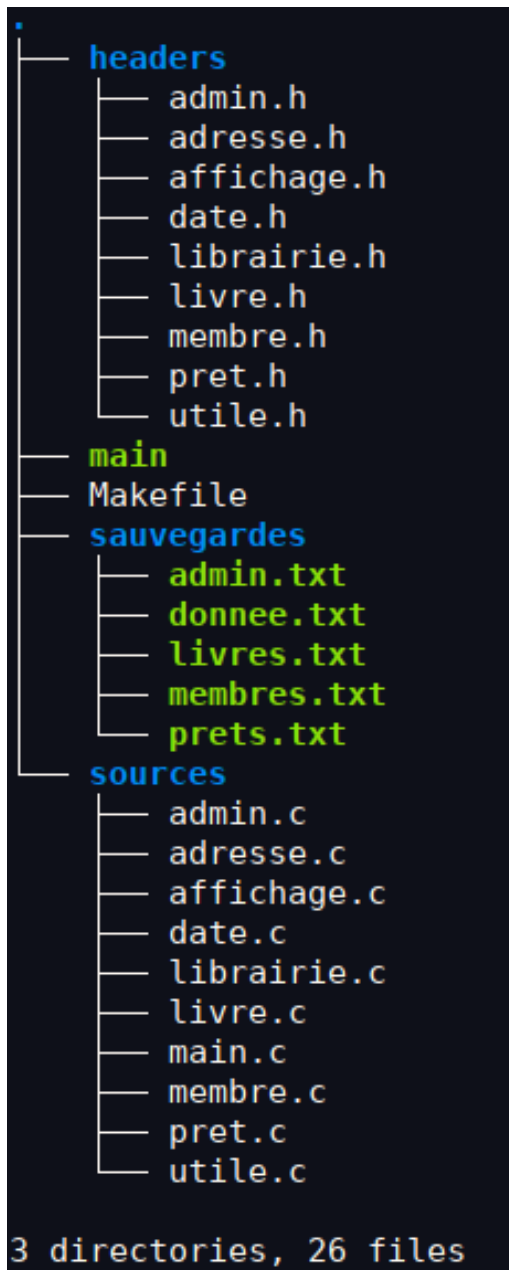 .
├── headers
│   ├── admin.h
│   ├── adresse.h
│   ├── affichage.h
│   ├── date.h
│   ├── librairie.h
│   ├── livre.h
│   ├── membre.h
│   ├── pret.h
│   └── utile.h
├── main
├── Makefile
├── sauvegardes
│   ├── admin.txt
│   ├── donnee.txt
│   ├── livres.txt
│   ├── membres.txt
│   └── prets.txt
└── sources
    ├── admin.c
    ├── adresse.c
    ├── affichage.c
    ├── date.c
    ├── librairie.c
    ├── livre.c
    ├── main.c
    ├── membre.c
    ├── pret.c
    └── utile.c
3 directories, 26 files